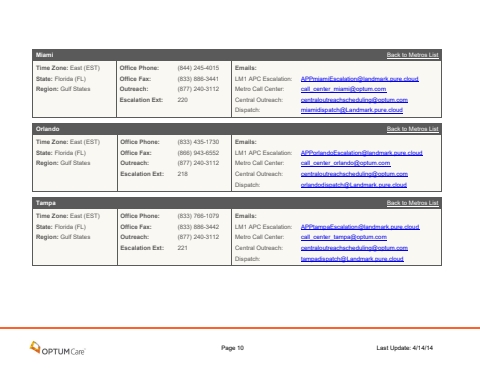 Miami Back to Metros List
Time Zone: East (EST) Office Phone: (844) 245-4015 Emails:
State: Florida (FL) Office Fax: (833) 886-3441 LM1 APC Escalation: APPmiamiEscalation@landmark.pure.cloud
Region: Gulf States Outreach: (877) 240-3112 Metro Call Center: call_center_miami@optum.com
Escalation Ext: 220 Central Outreach: centraloutreachscheduling@optum.com
Dispatch: miamidispatch@Landmark.pure.cloud
Orlando Back to Metros List
Time Zone: East (EST) Office Phone: (833) 435-1730 Emails:
State: Florida (FL) Office Fax: (866) 943-6552 LM1 APC Escalation: APPorlandoEscalation@landmark.pure.cloud
Region: Gulf States Outreach: (877) 240-3112 Metro Call Center: call_center_orlando@optum.com
Escalation Ext: 218 Central Outreach: centraloutreachscheduling@optum.com
Dispatch: orlandodispatch@Landmark.pure.cloud
Tampa Back to Metros List
Time Zone: East (EST) Office Phone: (833) 766-1079 Emails:
State: Florida (FL) Office Fax: (833) 886-3442 LM1 APC Escalation: APPtampaEscalation@landmark.pure.cloud
Region: Gulf States Outreach: (877) 240-3112 Metro Call Center: call_center_tampa@optum.com
Escalation Ext: 221 Central Outreach: centraloutreachscheduling@optum.com
Dispatch: tampadispatch@Landmark.pure.cloud
OPTUMCare Page 10 Last Update: 4/14/14